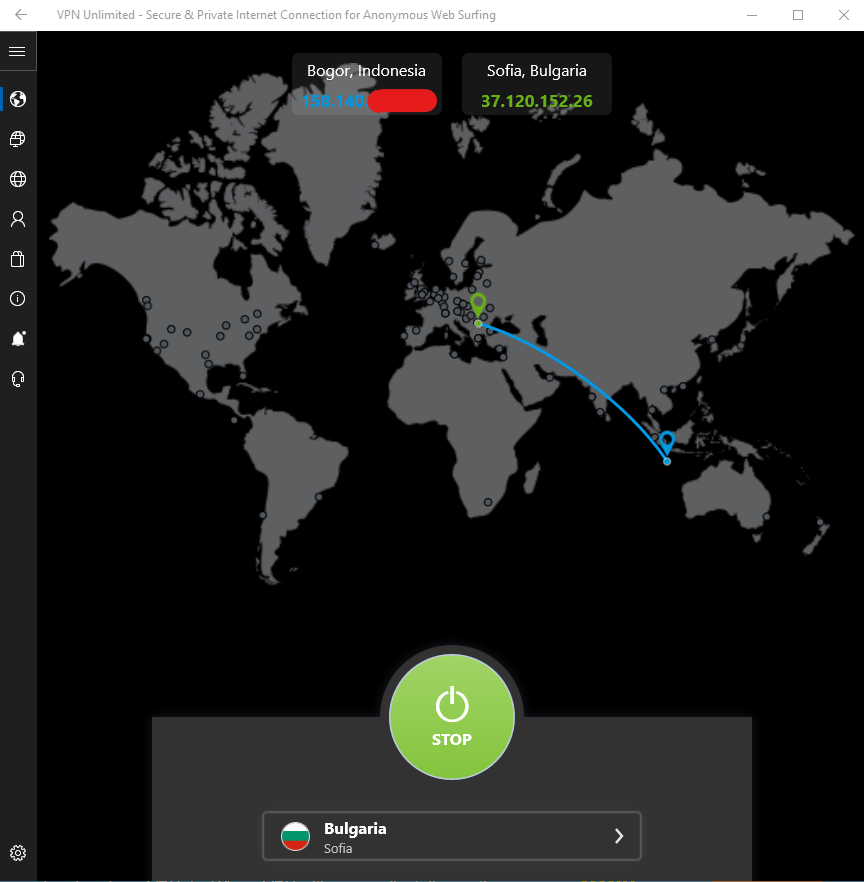 VPN Unlimited - Secure & Private Internet Connection for Anonymous Web Surfing
Bogor, Indonesia
158.140.
Sofia, Bulgaria
37.120.152.26
STOP
Bulgaria
Sofia